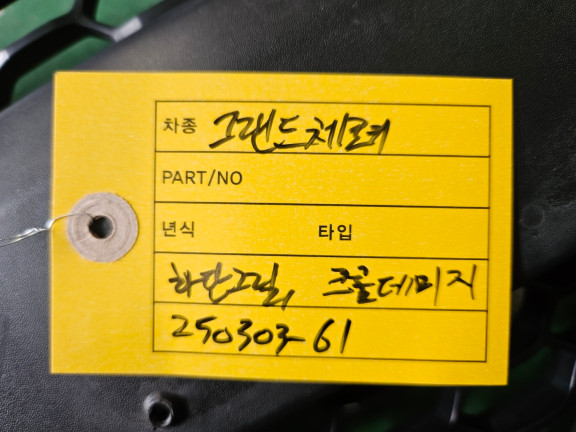 차종 그랜드체로키
PART/NO
년식 타입
하단그릴, 크롬데미지
250303-61